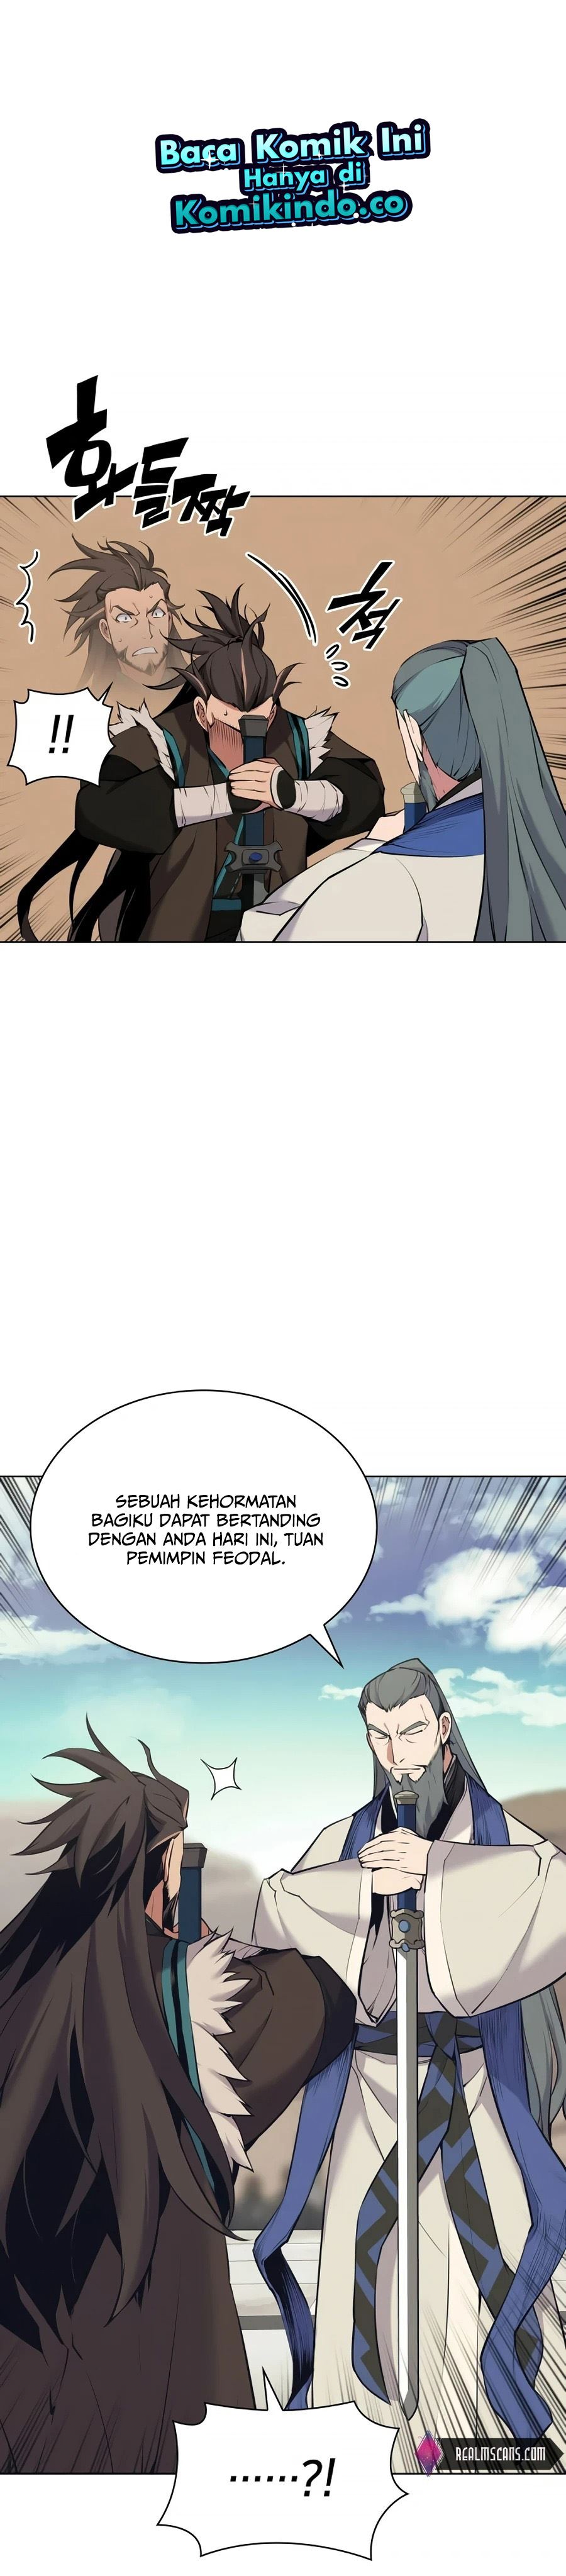 Baca Komik Ini
Hanya di
Komikindo.co
화들짝
!!
척
SEBUAH KEHORMATAN
BAGIKU DAPAT BERTANDING
DENGAN ANDA HARI INI, TUAN
PEMIMPIN FEODAL.
REALMSCANS.COM
......?!